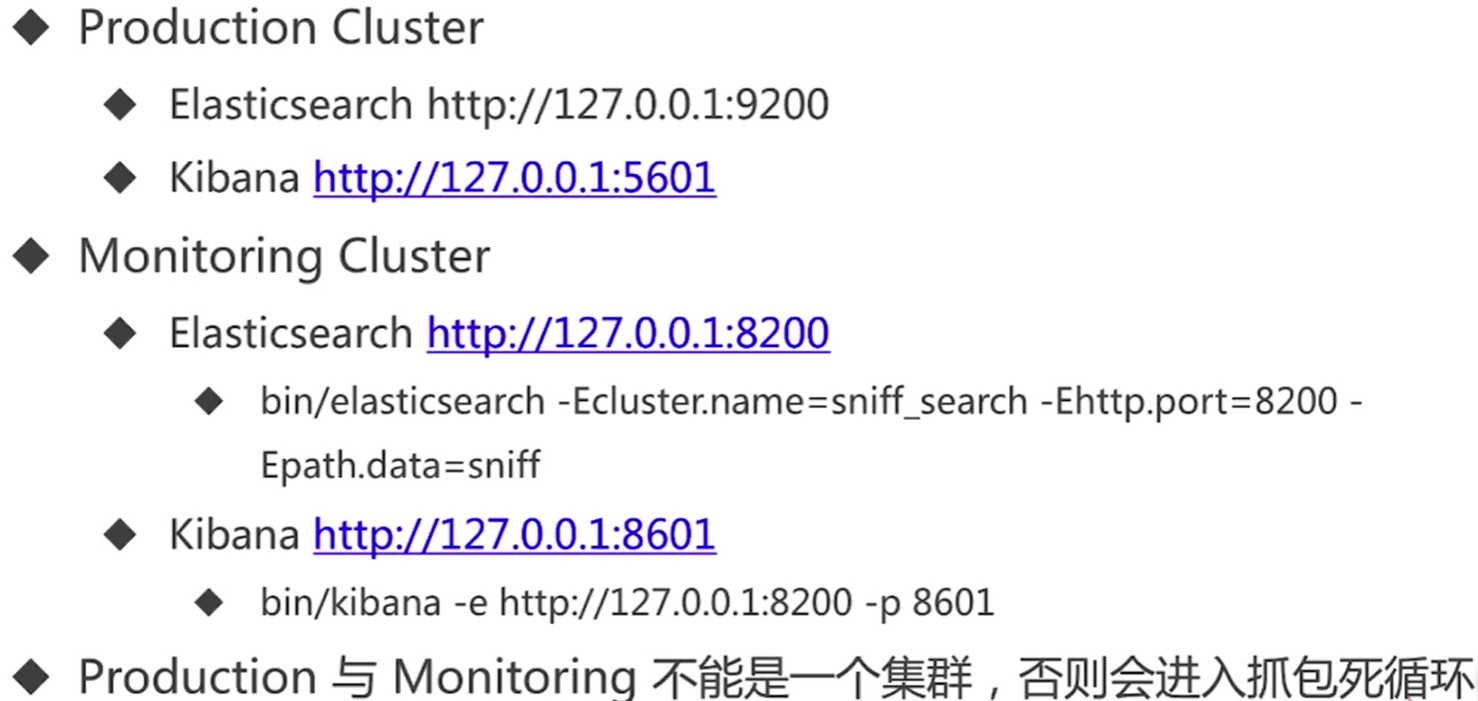 Production Cluster
Elasticsearch http://127.0.0.1:9200
Kibana http://127.0.0.1:5601
Monitoring Cluster
Elasticsearch http://127.0.0.1:8200
bin/elasticsearch -Ecluster.name=sniff_search -Ehttp.port=8200 -
Epath.data=sniff
Kibana http://127.0.0.1:8601
bin/kibana -e http://127.0.0.1:8200 -p 8601
Production 与 Monitoring 不能是一个集群，否则会进入抓包死循环